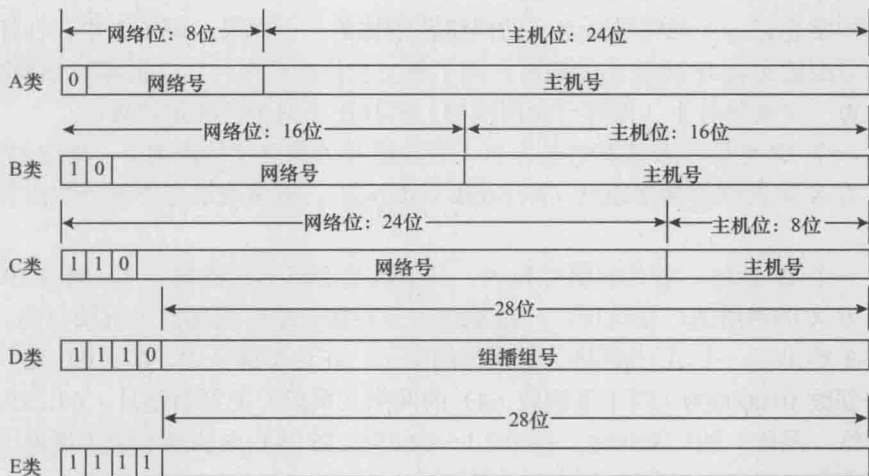 网络位：8位 主机位：24位
A类 0 网络号 主机号
网络位：16位 主机位：16位
B类 1 0 网络号 主机号
网络位：24位 主机位：8位
C类 1 1 0 网络号 主机号
28位
D类 1 1 1 0 组播组号
28位
E类 1 1 1 1